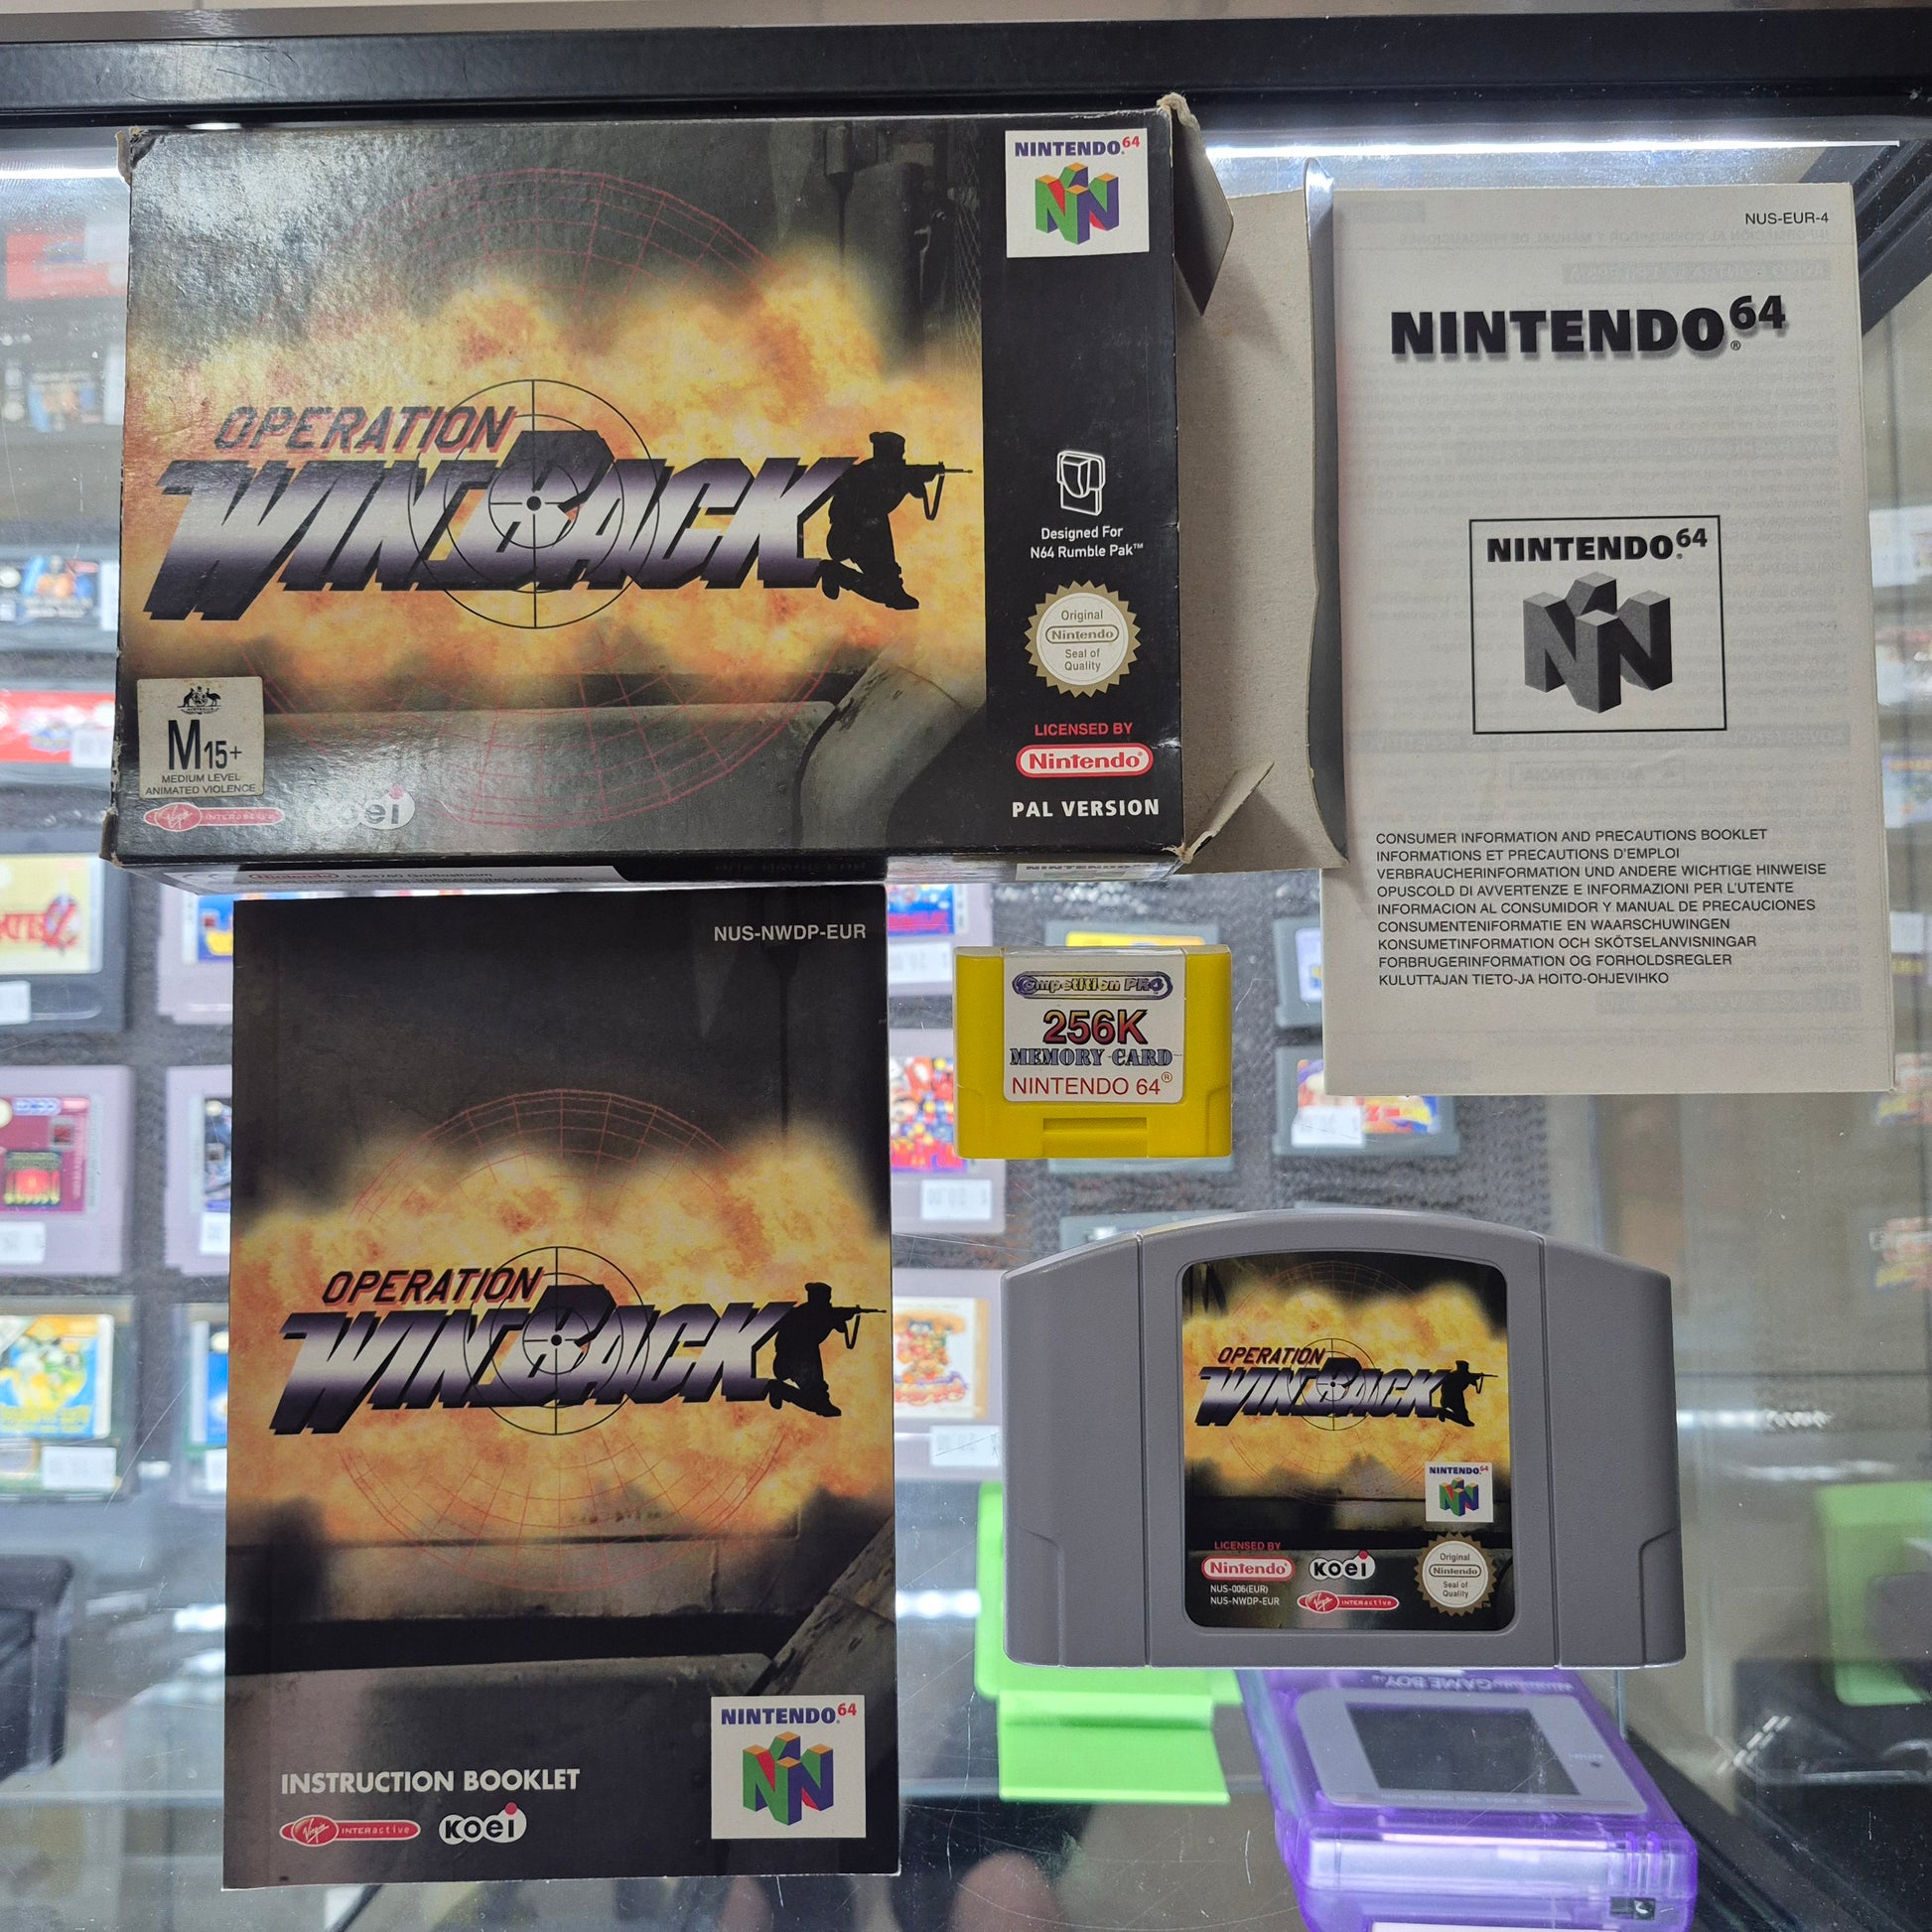 NINTENDO64
OPERATION
WINBACK
Designed For
N64 Rumble Pak™
Original
Nintendo
Seal of
Quality
LICENSED BY
Nintendo®
PAL VERSION
M15+
MEDIUM LEVEL
ANIMATED VIOLENCE
Virgin INTERACTIVE
koei
NUS-EUR-4
NINTENDO64®
NINTENDO64
CONSUMER INFORMATION AND PRECAUTIONS BOOKLET
INFORMATIONS ET PRECAUTIONS D'EMPLOI
VERBRAUCHERINFORMATION UND ANDERE WICHTIGE HINWEISE
OPUSCOLD DI AVVERTENZE E INFORMAZIONI PER L'UTENTE
INFORMACION AL CONSUMIDOR Y MANUAL DE PRECAUCIONES
CONSUMENTENIFORMATIE EN WAARSCHUWINGEN
KONSUMETINFORMATION OCH SKÖTSELANVISNINGAR
FORBRUGERINFORMATION OG FORHOLDSREGLER
KULUTTAJAN TIETO-JA HOITO-OHJEVIHKO
NUS-NWDP-EUR
OPERATION
WINBACK
INSTRUCTION BOOKLET
Virgin INTERactive
koei
NINTENDO64
Competition PRO
256K
MEMORY CARD
NINTENDO 64®
OPERATION
WINBACK
NINTENDO64
LICENSED BY
Nintendo®
koei
NUS-006(EUR)
NUS-NWDP-EUR
Virgin INTERactive
Original
Nintendo
Seal of
Quality
Nintendo GAME BOY